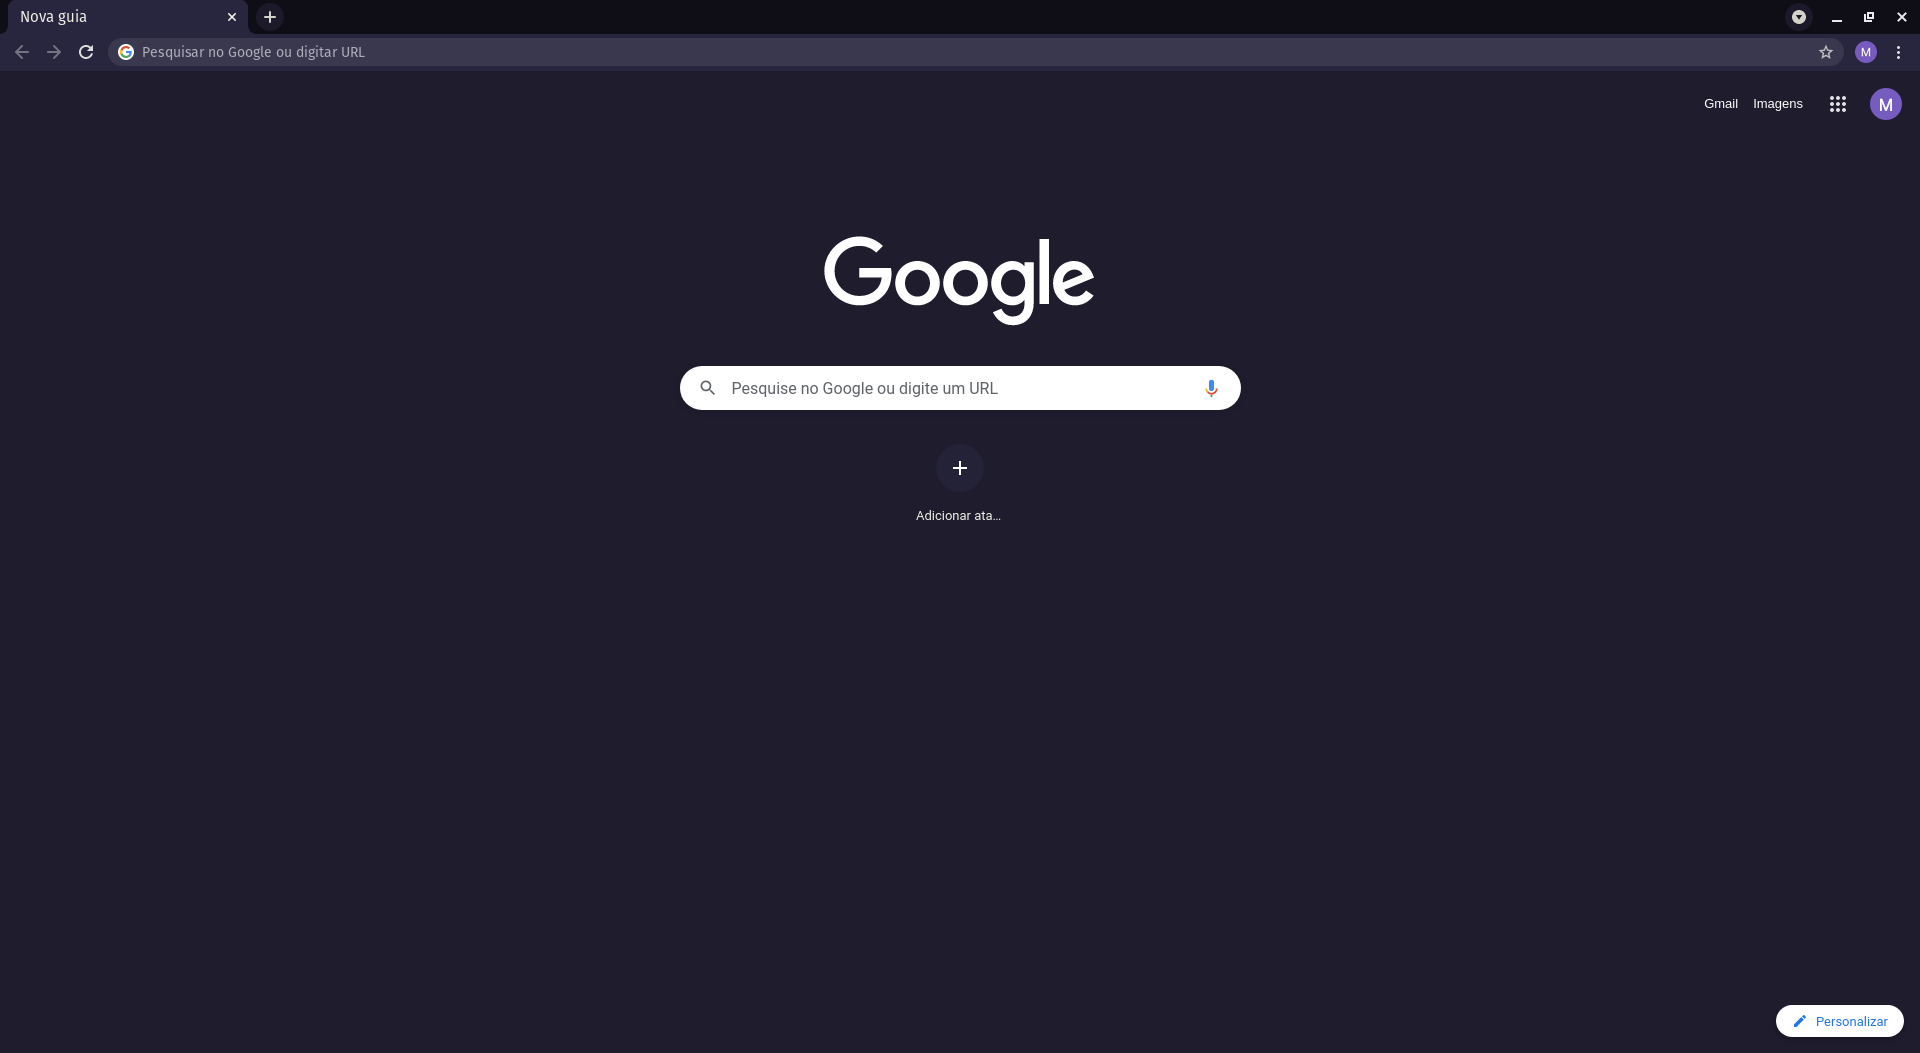 Nova guia
Pesquisar no Google ou digitar URL
M
Gmail
Imagens
M
Google
Pesquise no Google ou digite um URL
Adicionar ata...
Personalizar